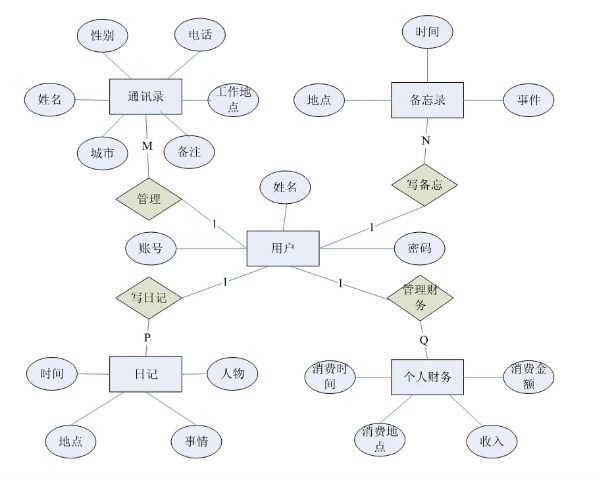 性别
电话
时间
姓名
通讯录
工作地
点
地点
备忘录
事件
城市
M
备注
N
管理
姓名
写备忘
1
1
账号
用户
密码
写日记
1
1
管理财
务
P
Q
时间
日记
人物
消费时
间
个人财务
消费金
额
地点
事情
消费地
点
收入